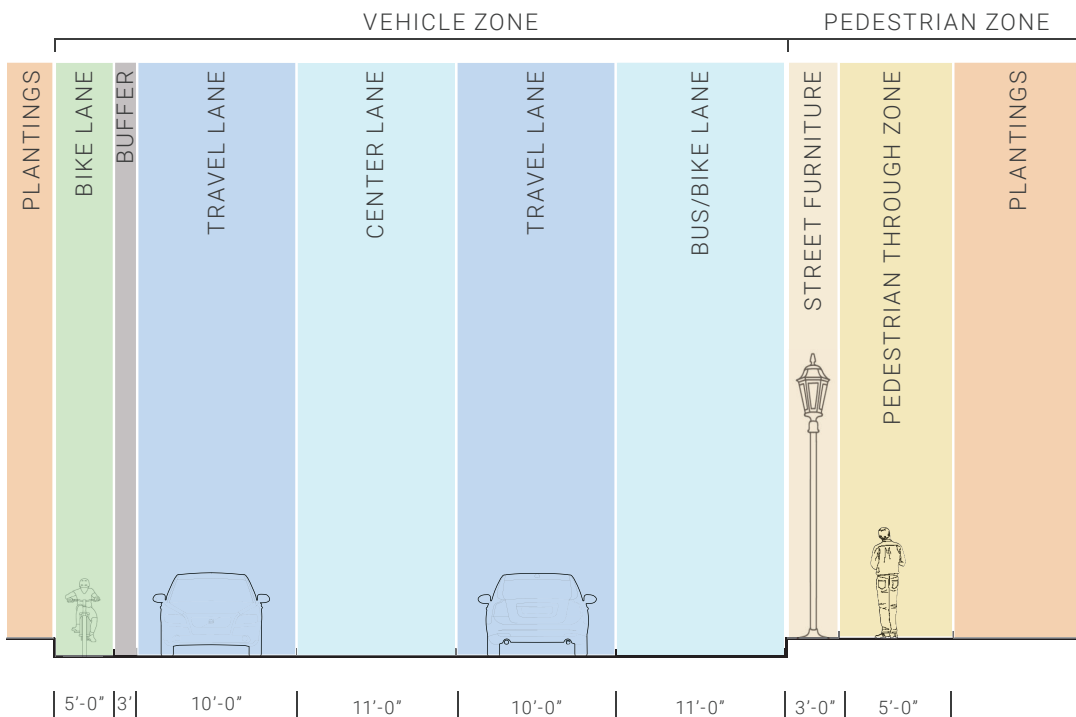 VEHICLE ZONE
PEDESTRIAN ZONE
PLANTINGS
BIKE LANE
BUFFER
TRAVEL LANE
CENTER LANE
TRAVEL LANE
BUS/BIKE LANE
STREET FURNITURE
PEDESTRIAN THROUGH ZONE
PLANTINGS
5’-0”
3’
10’-0”
11’-0”
10’-0”
11’-0”
3’-0”
5’-0”